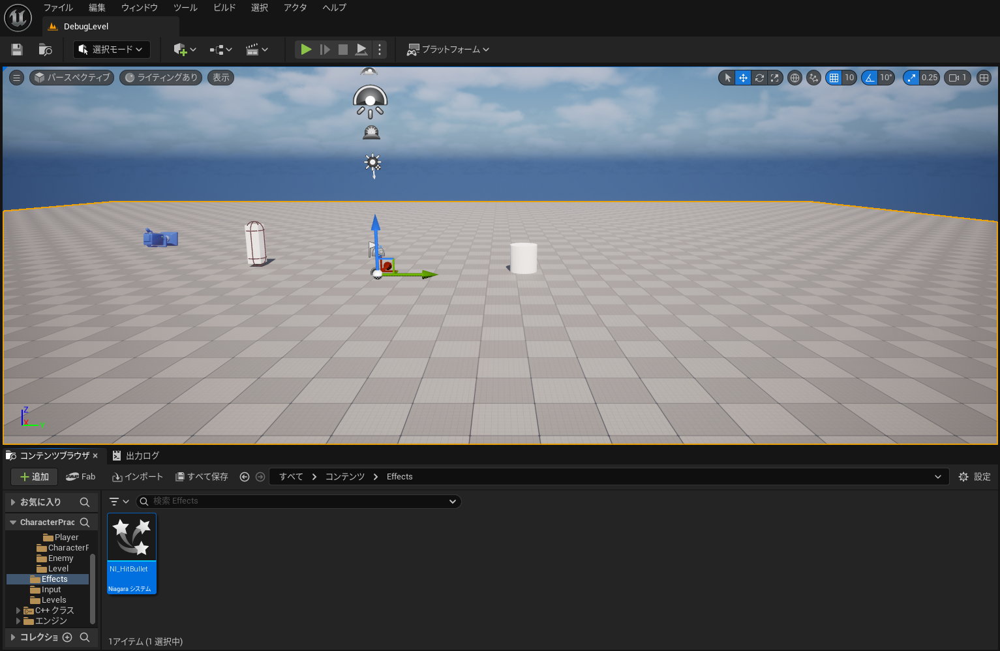 ファイル 編集 ウィンドウ ツール ビルド 選択 アクタ ヘルプ
DebugLevel
選択モード プラットフォーム
パースペクティブ ライティングあり 表示 10 10° 0.25 1
Z
X Y
コンテンツブラウザ 出力ログ
追加 Fab インポート すべて保存 すべて コンテンツ Effects 設定
お気に入り 検索 Effects
CharacterPrac
Player
CharacterF
Enemy
Level
Effects
Input
Levels
C++ クラス
エンジン
コレクショ
NI_HitBullet
Niagara システム
1アイテム (1 選択中)